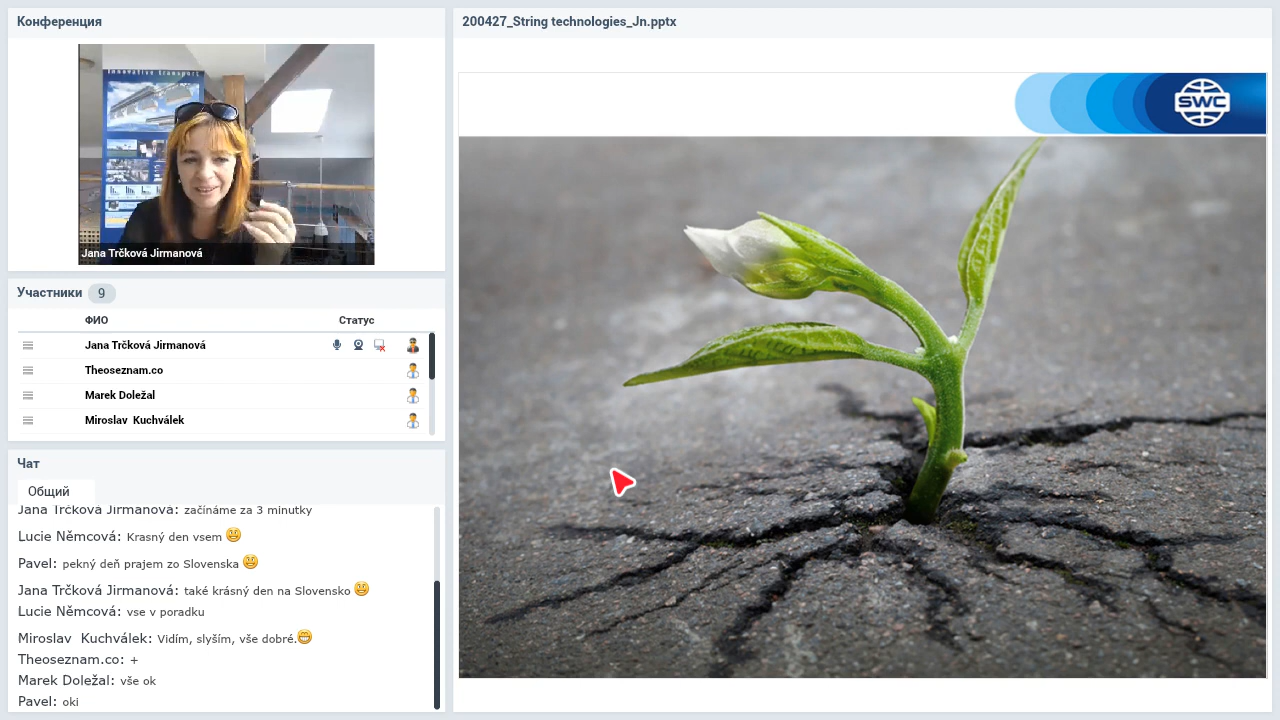 Конференция
innovative transport
Jana Trčková Jirmanová
Участники 9
ФИО Статус
Jana Trčková Jirmanová
Theoseznam.co
Marek Doležal
Miroslav Kuchválek
Чат
Общий
Jana Trčková Jirmanová: začínáme za 3 minutky
Lucie Němcová: Krasný den vsem
Pavel: pekný deň prajem zo Slovenska
Jana Trčková Jirmanová: také krásný den na Slovensko
Lucie Němcová: vse v poradku
Miroslav Kuchválek: Vidím, slyším, vše dobré.
Theoseznam.co: +
Marek Doležal: vše ok
Pavel: oki
200427_String technologies_Jn.pptx
SWC